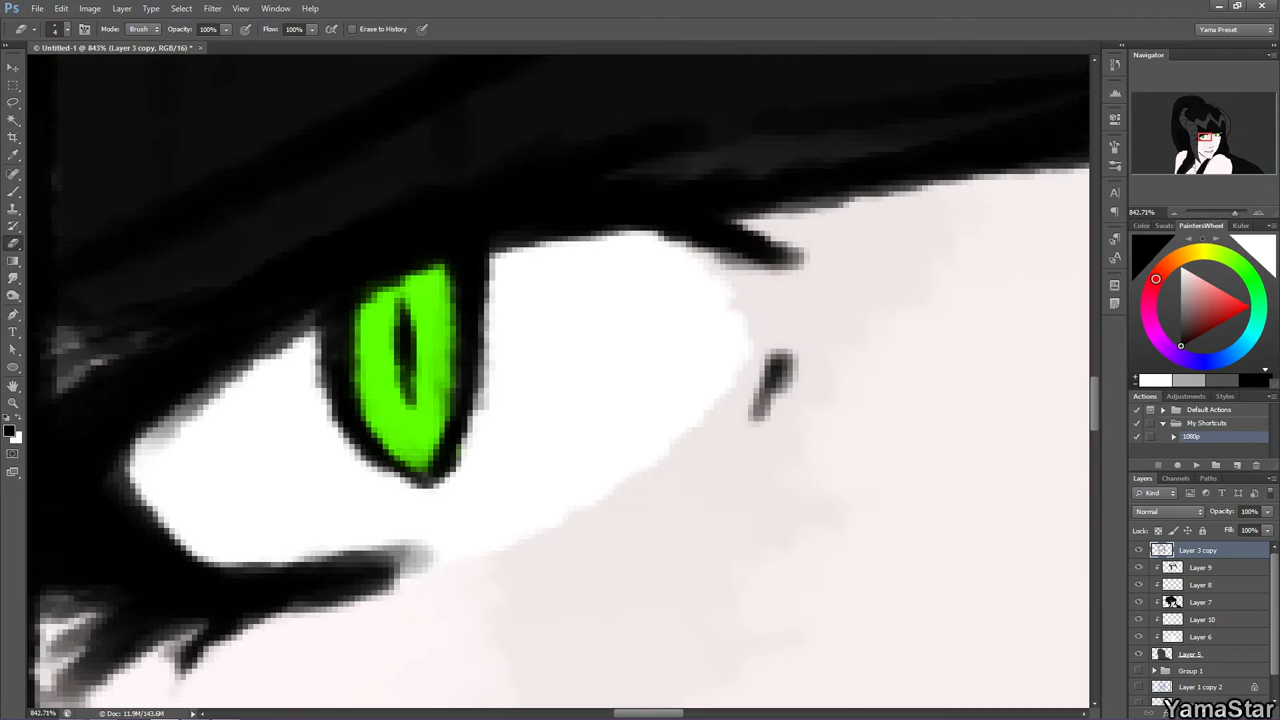 Ps File Edit Image Layer Type Select Filter View Window Help
4 Mode: Brush Opacity: 100% Flow: 100% Erase to History Yama Preset
© Untitled-1 @ 843% (Layer 3 copy, RGB/16) *
Navigator
842.71%
Color Swatc PaintersWheel Kuler
Actions Adjustments Styles
Default Actions
My Shortcuts
1080p
Layers Channels Paths
Kind
Normal Opacity: 100%
Lock: Fill: 100%
Layer 3 copy
Layer 9
Layer 8
Layer 7
Layer 10
Layer 6
Layer 5
Group 1
Layer 1 copy 2
842.71% Doc: 11.9M/143.6M
YamaStar